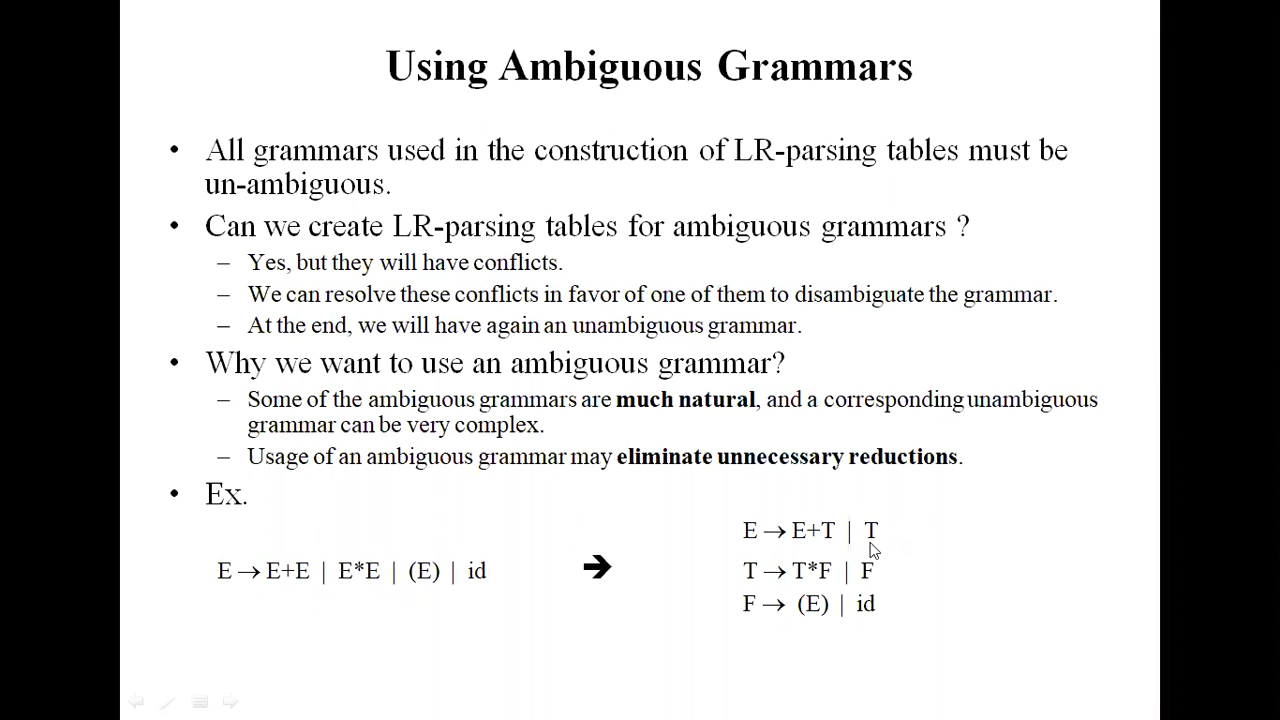 Using Ambiguous Grammars
• All grammars used in the construction of LR-parsing tables must be
un-ambiguous.
• Can we create LR-parsing tables for ambiguous grammars ?
– Yes, but they will have conflicts.
– We can resolve these conflicts in favor of one of them to disambiguate the grammar.
– At the end, we will have again an unambiguous grammar.
• Why we want to use an ambiguous grammar?
– Some of the ambiguous grammars are much natural, and a corresponding unambiguous
grammar can be very complex.
– Usage of an ambiguous grammar may eliminate unnecessary reductions.
• Ex.
E → E+T | T
E → E+E | E*E | (E) | id ➔ T → T*F | F
F → (E) | id